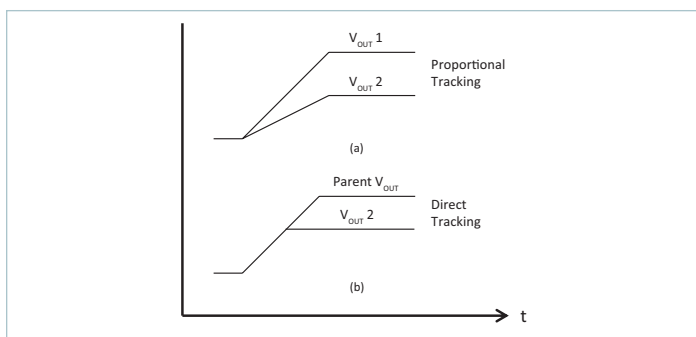 V_OUT 1
Proportional
Tracking
V_OUT 2
(a)
Parent V_OUT
Direct
Tracking
V_OUT 2
(b)
t